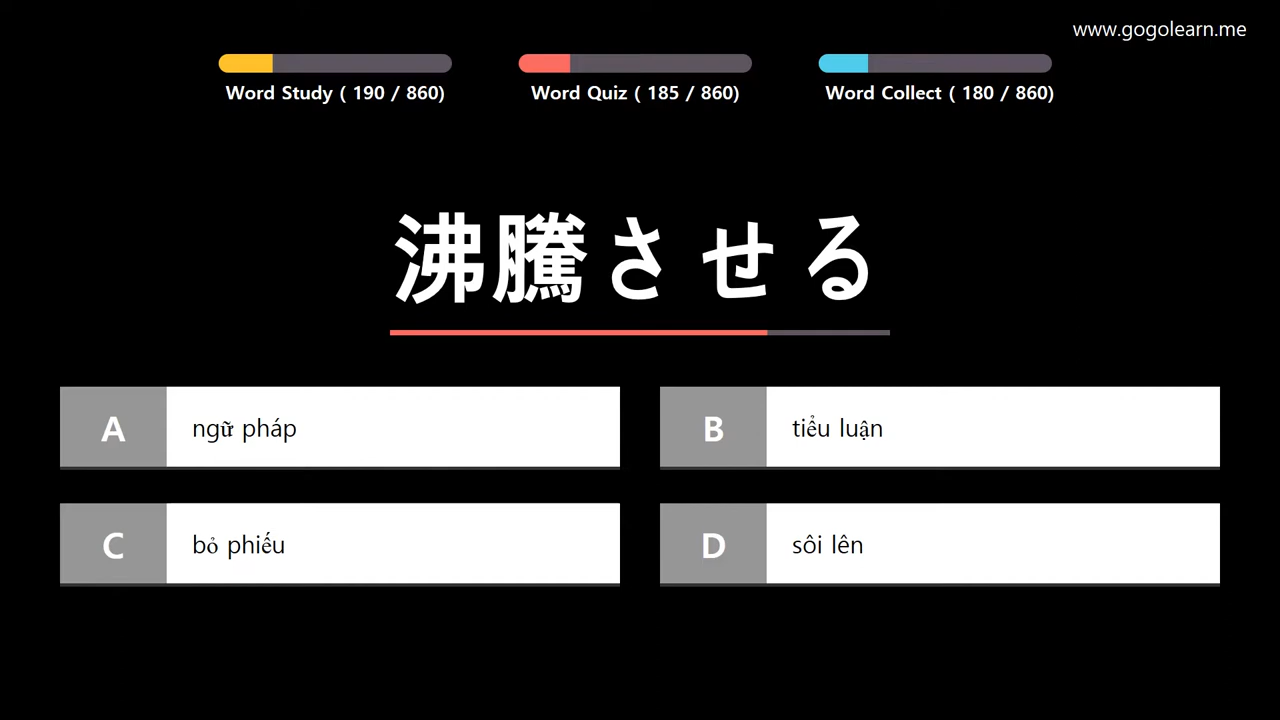 www.gogolearn.me
Word Study ( 190 / 860)
Word Quiz ( 185 / 860)
Word Collect ( 180 / 860)
沸騰させる
A ngữ pháp
B tiểu luận
C bỏ phiếu
D sôi lên